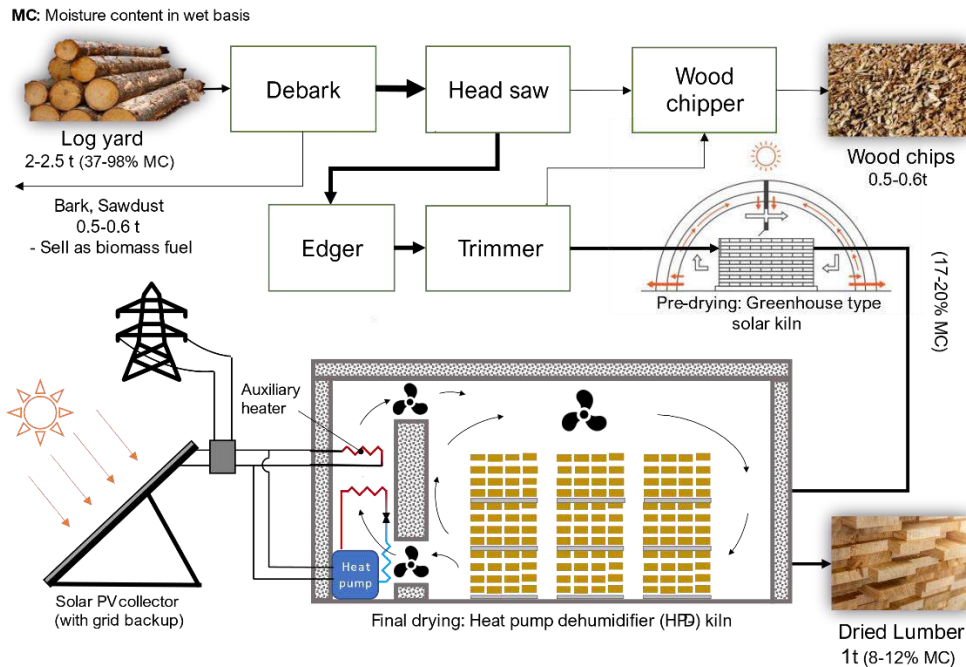 MC: Moisture content in wet basis
Debark
Head saw
Wood
chipper
Log yard
2-2.5 t (37-98% MC)
Wood chips
0.5-0.6t
Bark, Sawdust
0.5-0.6 t
- Sell as biomass fuel
Edger
Trimmer
(17-20% MC)
Pre-drying: Greenhouse type
solar kiln
Auxiliary
heater
Heat
pump
Solar PV collector
(with grid backup)
Final drying: Heat pump dehumidifier (HPD) kiln
Dried Lumber
1t (8-12% MC)